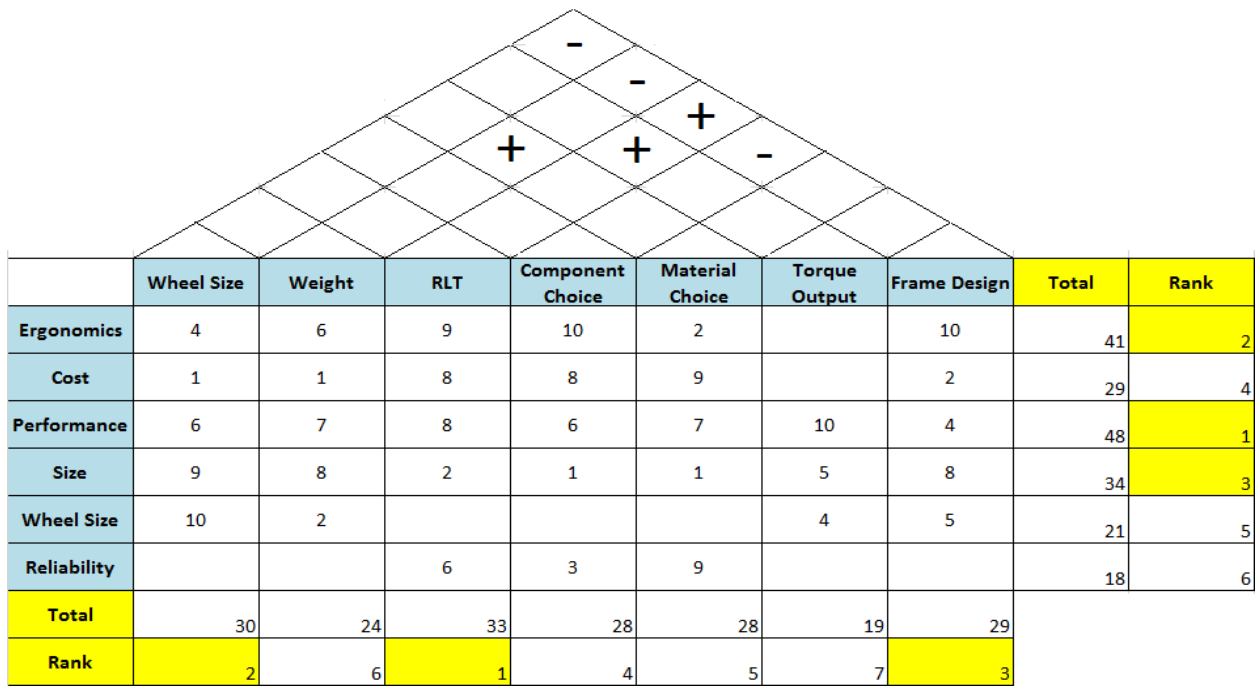 -
-
+
+ + -
Wheel Size Weight RLT Component Choice Material Choice Torque Output Frame Design Total Rank
Ergonomics 4 6 9 10 2 10 41 2
Cost 1 1 8 8 9 2 29 4
Performance 6 7 8 6 7 10 4 48 1
Size 9 8 2 1 1 5 8 34 3
Wheel Size 10 2 4 5 21 5
Reliability 6 3 9 18 6
Total 30 24 33 28 28 19 29
Rank 2 6 1 4 5 7 3